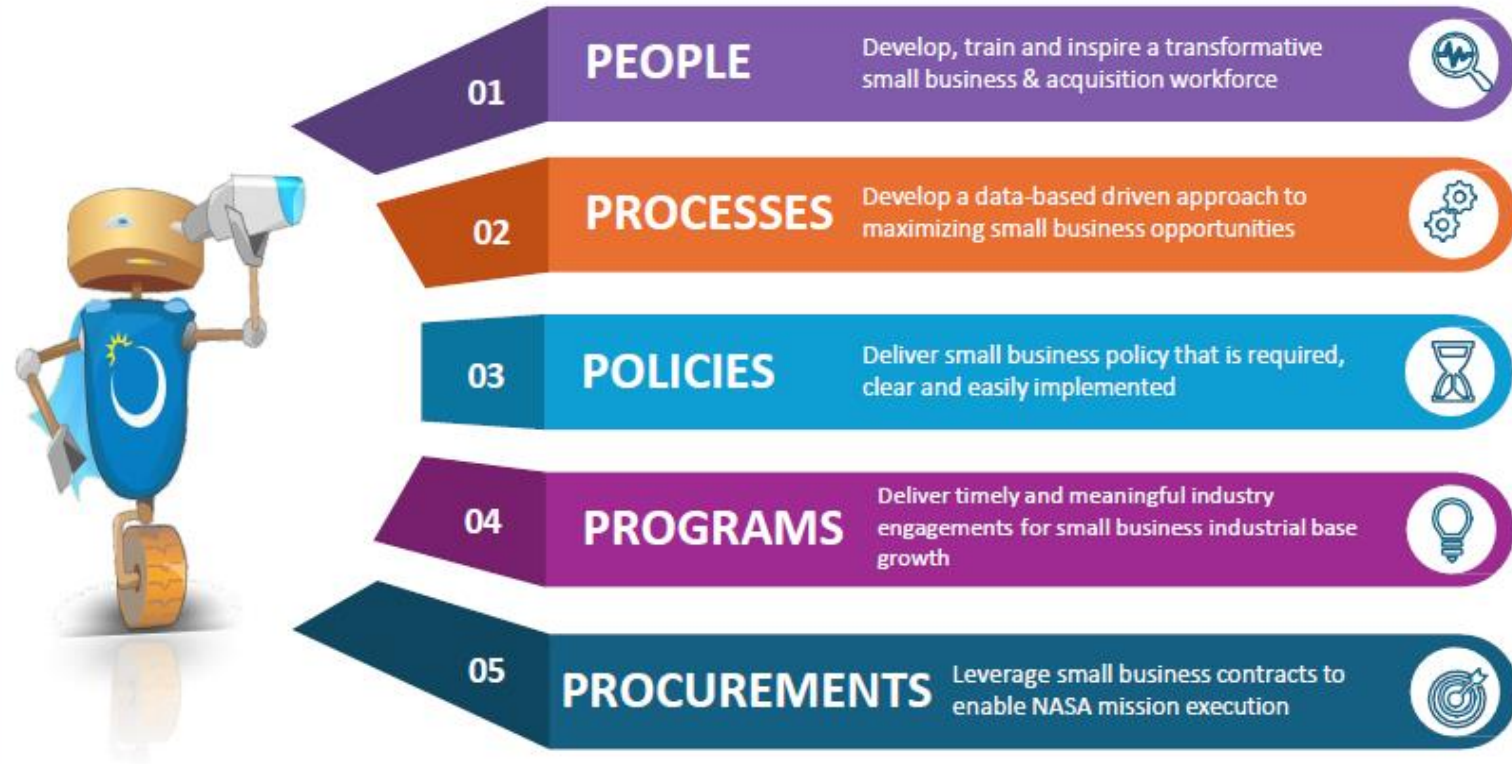 01
PEOPLE
Develop, train and inspire a transformative
small business & acquisition workforce
02
PROCESSES
Develop a data-based driven approach to
maximizing small business opportunities
03
POLICIES
Deliver small business policy that is required,
clear and easily implemented
04
PROGRAMS
Deliver timely and meaningful industry
engagements for small business industrial base
growth
05
PROCUREMENTS
Leverage small business contracts to
enable NASA mission execution